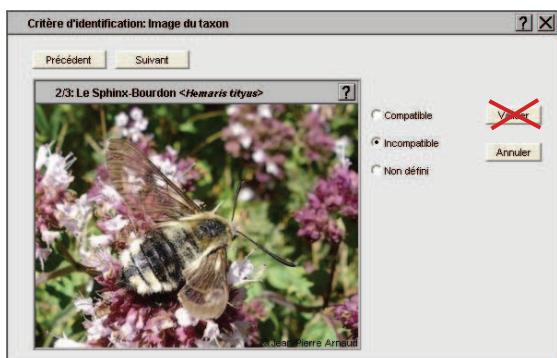 Critère d'identification: Image du taxon
? X
Précédent Suivant
2/3: Le Sphinx-Bourdon <Hemaris tityus> ?
Compatible
Valider
Incompatible
Annuler
Non défini
© Jean-Pierre Arnaud